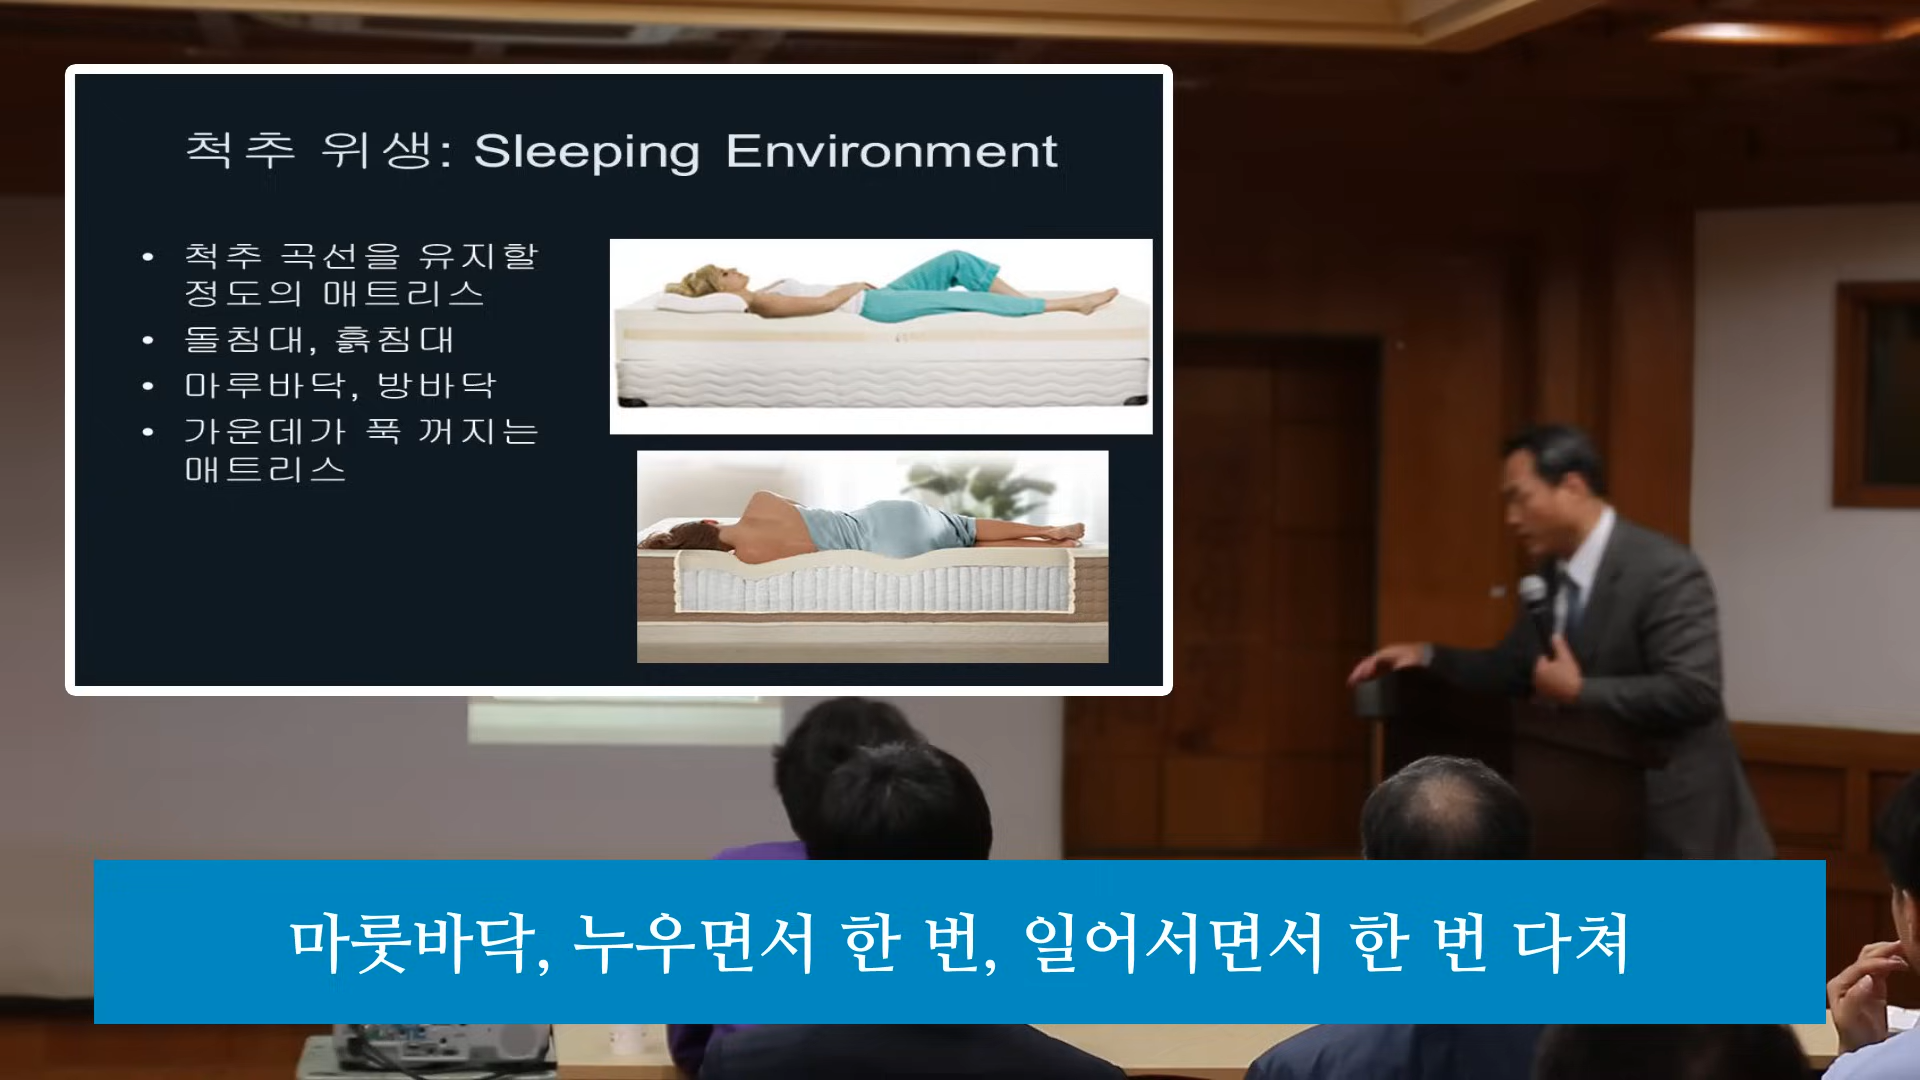 척추 위생: Sleeping Environment
• 척추 곡선을 유지할
정도의 매트리스
• 돌침대, 흙침대
• 마루바닥, 방바닥
• 가운데가 푹 꺼지는
매트리스
마룻바닥, 누우면서 한 번, 일어서면서 한 번 다쳐